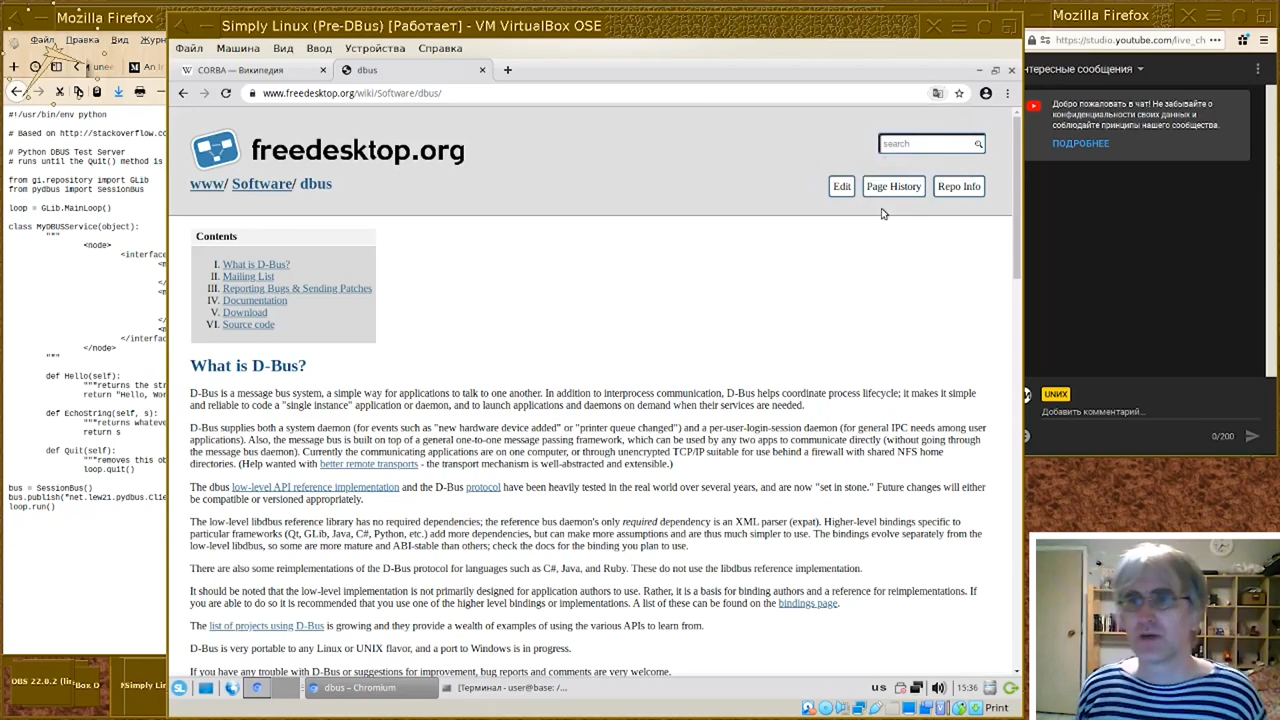 Mozilla Firefox
Simply Linux (Pre-DBus) [Работает] - VM VirtualBox OSE
Mozilla Firefox
Файл Правка Вид Журн
Файл Машина Вид Ввод Устройства Справка
https://studio.youtube.com/live_ch
CORBA — Википедия
dbus
нтересные сообщения
www.freedesktop.org/wiki/Software/dbus/
#!/usr/bin/env python
# Based on http://stackoverflow.co
# Python DBUS Test Server
# runs until the Quit() method is
from gi.repository import GLib
from pydbus import SessionBus
loop = GLib.MainLoop()
class MyDBUSService(object):
"""
<node>
<interfac
<m
</
<m
</
<m
</interfa
</node>
"""
def Hello(self):
"""returns the str
return "Hello, Wor
def EchoString(self, s):
"""returns whateve
return s
def Quit(self):
"""removes this ob
loop.quit()
bus = SessionBus()
bus.publish("net.lew21.pydbus.Clie
loop.run()
freedesktop.org
search
www/ Software/ dbus
Edit
Page History
Repo Info
Contents
I. What is D-Bus?
II. Mailing List
III. Reporting Bugs & Sending Patches
IV. Documentation
V. Download
VI. Source code
What is D-Bus?
D-Bus is a message bus system, a simple way for applications to talk to one another. In addition to interprocess communication, D-Bus helps coordinate process lifecycle; it makes it simple
and reliable to code a "single instance" application or daemon, and to launch applications and daemons on demand when their services are needed.
D-Bus supplies both a system daemon (for events such as "new hardware device added" or "printer queue changed") and a per-user-login-session daemon (for general IPC needs among user
applications). Also, the message bus is built on top of a general one-to-one message passing framework, which can be used by any two apps to communicate directly (without going through
the message bus daemon). Currently the communicating applications are on one computer, or through unencrypted TCP/IP suitable for use behind a firewall with shared NFS home
directories. (Help wanted with better remote transports - the transport mechanism is well-abstracted and extensible.)
The dbus low-level API reference implementation and the D-Bus protocol have been heavily tested in the real world over several years, and are now "set in stone." Future changes will either
be compatible or versioned appropriately.
The low-level libdbus reference library has no required dependencies; the reference bus daemon's only required dependency is an XML parser (expat). Higher-level bindings specific to
particular frameworks (Qt, GLib, Java, C#, Python, etc.) add more dependencies, but can make more assumptions and are thus much simpler to use. The bindings evolve separately from the
low-level libdbus, so some are more mature and ABI-stable than others; check the docs for the binding you plan to use.
There are also some reimplementations of the D-Bus protocol for languages such as C#, Java, and Ruby. These do not use the libdbus reference implementation.
It should be noted that the low-level implementation is not primarily designed for application authors to use. Rather, it is a basis for binding authors and a reference for reimplementations. If
you are able to do so it is recommended that you use one of the higher level bindings or implementations. A list of these can be found on the bindings page.
The list of projects using D-Bus is growing and they provide a wealth of examples of using the various APIs to learn from.
D-Bus is very portable to any Linux or UNIX flavor, and a port to Windows is in progress.
If you have any trouble with D-Bus or suggestions for improvement, bug reports and comments are very welcome.
Добро пожаловать в чат! Не забывайте о
конфиденциальности своих данных и
соблюдайте принципы нашего сообщества.
ПОДРОБНЕЕ
UNIX
Добавить комментарий...
0/200
OBS 22.0.2 (lin
Box D
*Simply Lin
SL
dbus – Chromium
[Терминал - user@base: /...
us
15:36
Print